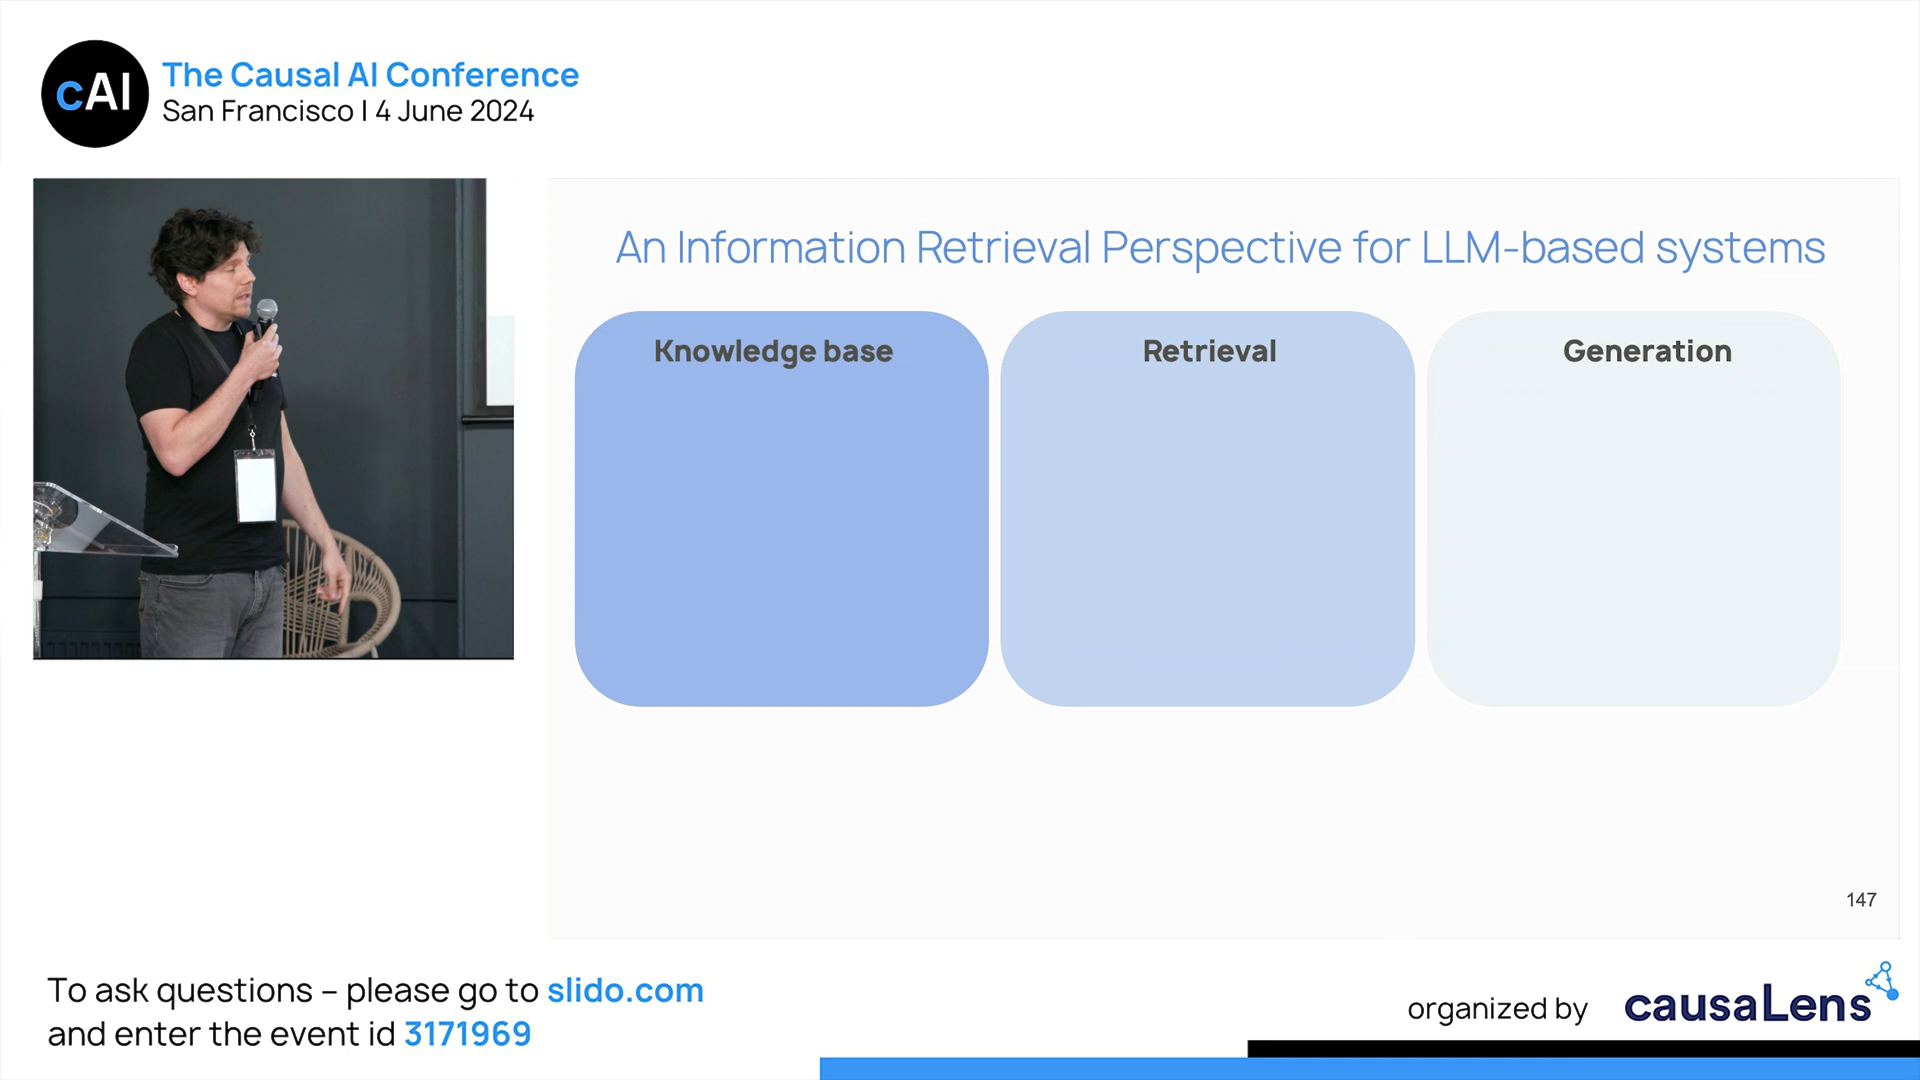 cAI
The Causal AI Conference
San Francisco | 4 June 2024
An Information Retrieval Perspective for LLM-based systems
Knowledge base
Retrieval
Generation
147
To ask questions – please go to slido.com
and enter the event id 3171969
organized by causaLens